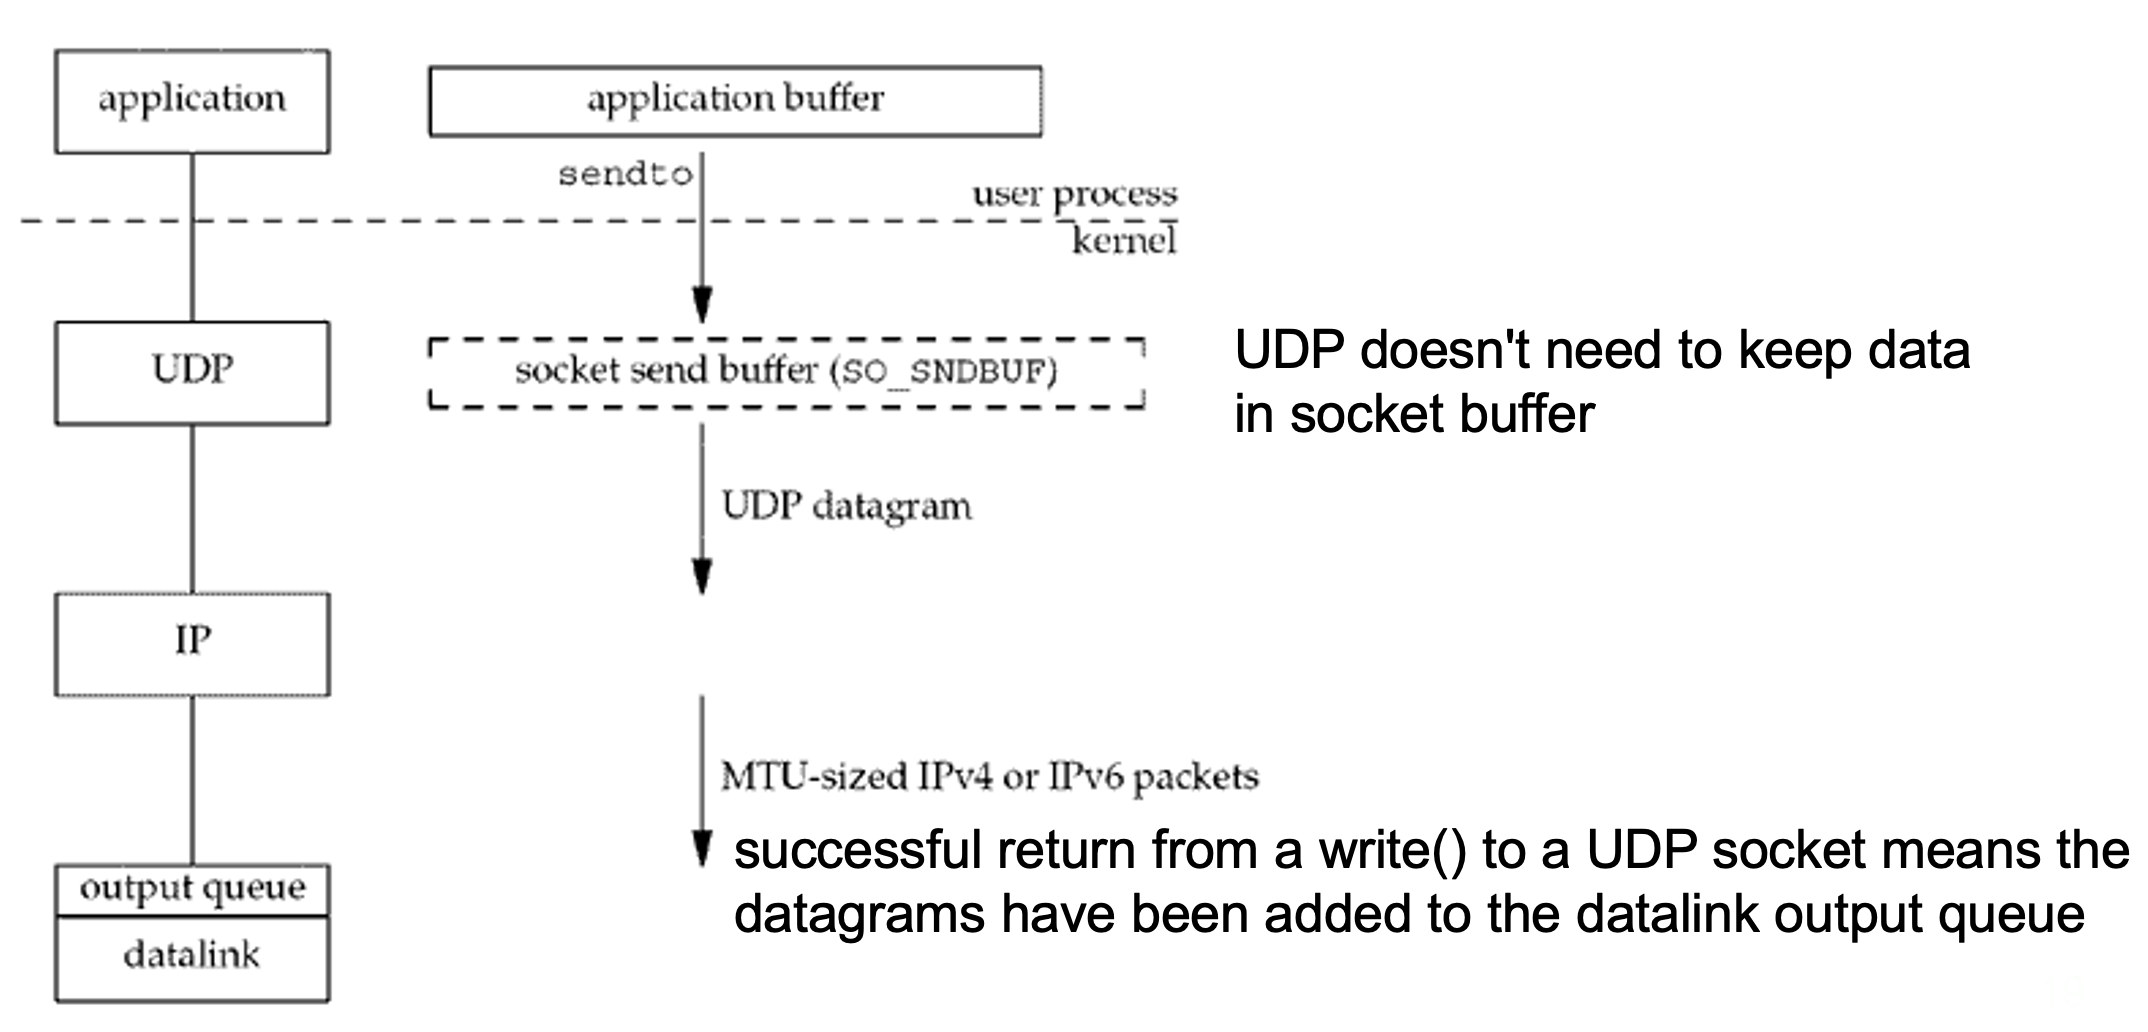 application
application buffer
sendto
user process
kernel
UDP
socket send buffer (SO_SNDBUF)
UDP doesn't need to keep data
in socket buffer
UDP datagram
IP
MTU-sized IPv4 or IPv6 packets
successful return from a write() to a UDP socket means the
datagrams have been added to the datalink output queue
output queue
datalink